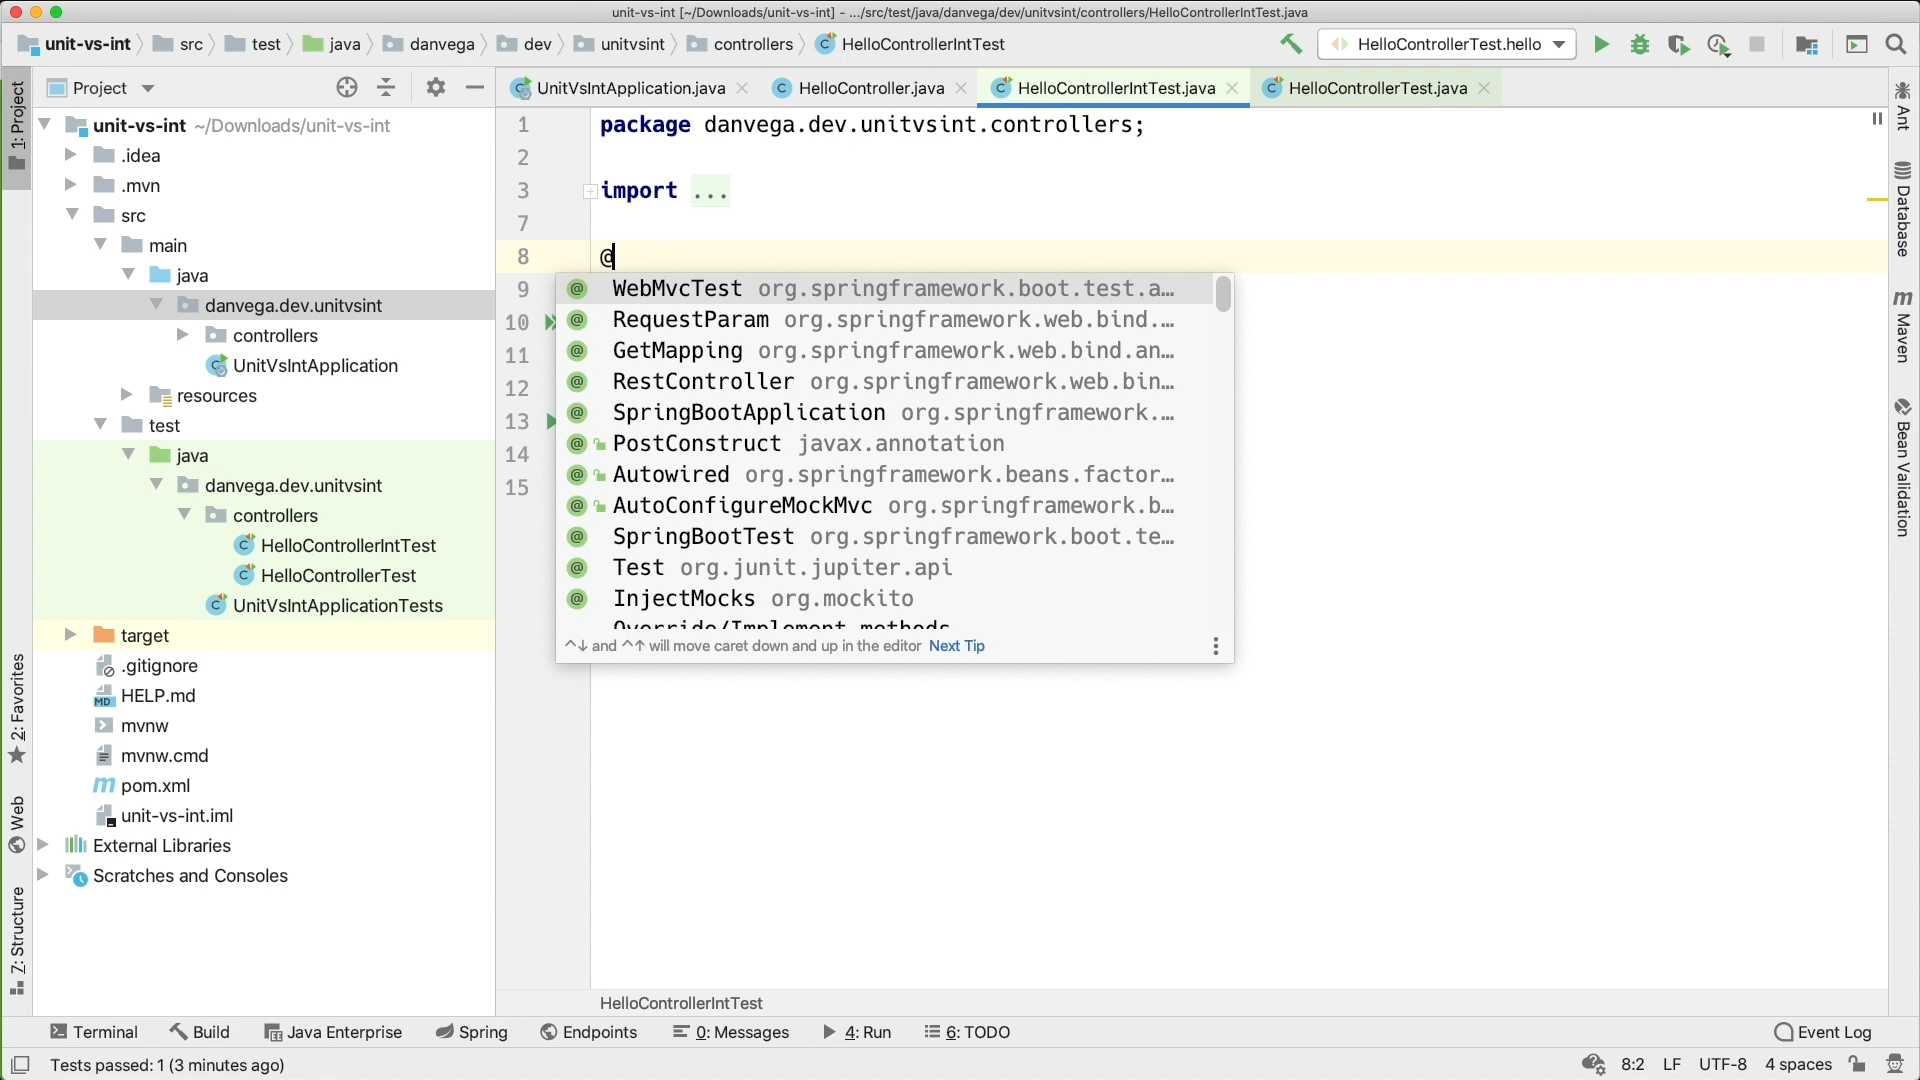 unit-vs-int [~/Downloads/unit-vs-int] - .../src/test/java/danvega/dev/unitvsint/controllers/HelloControllerIntTest.java
unit-vs-int src test java danvega dev unitvsint controllers HelloControllerIntTest HelloControllerTest.hello
Project
UnitVsIntApplication.java HelloController.java HelloControllerIntTest.java HelloControllerTest.java
1: Project
2: Favorites
Web
Z: Structure
unit-vs-int ~/Downloads/unit-vs-int
.idea
.mvn
src
main
java
danvega.dev.unitvsint
controllers
UnitVsIntApplication
resources
test
java
danvega.dev.unitvsint
controllers
HelloControllerIntTest
HelloControllerTest
UnitVsIntApplicationTests
target
.gitignore
MD HELP.md
mvnw
mvnw.cmd
m pom.xml
unit-vs-int.iml
External Libraries
Scratches and Consoles
1 package danvega.dev.unitvsint.controllers;
2
3 import ...
7
8 @
9
10
11
12
13
14
15
@ WebMvcTest org.springframework.boot.test.a…
@ RequestParam org.springframework.web.bind.…
@ GetMapping org.springframework.web.bind.an…
@ RestController org.springframework.web.bin…
@ SpringBootApplication org.springframework.…
@ PostConstruct javax.annotation
@ Autowired org.springframework.beans.factor…
@ AutoConfigureMockMvc org.springframework.b…
@ SpringBootTest org.springframework.boot.te…
@ Test org.junit.jupiter.api
@ InjectMocks org.mockito
Override/Implement methods
^↓ and ^↑ will move caret down and up in the editor Next Tip
HelloControllerIntTest
Ant
Database
m Maven
Bean Validation
Terminal Build Java Enterprise Spring Endpoints 0: Messages 4: Run 6: TODO Event Log
Tests passed: 1 (3 minutes ago) 8:2 LF UTF-8 4 spaces